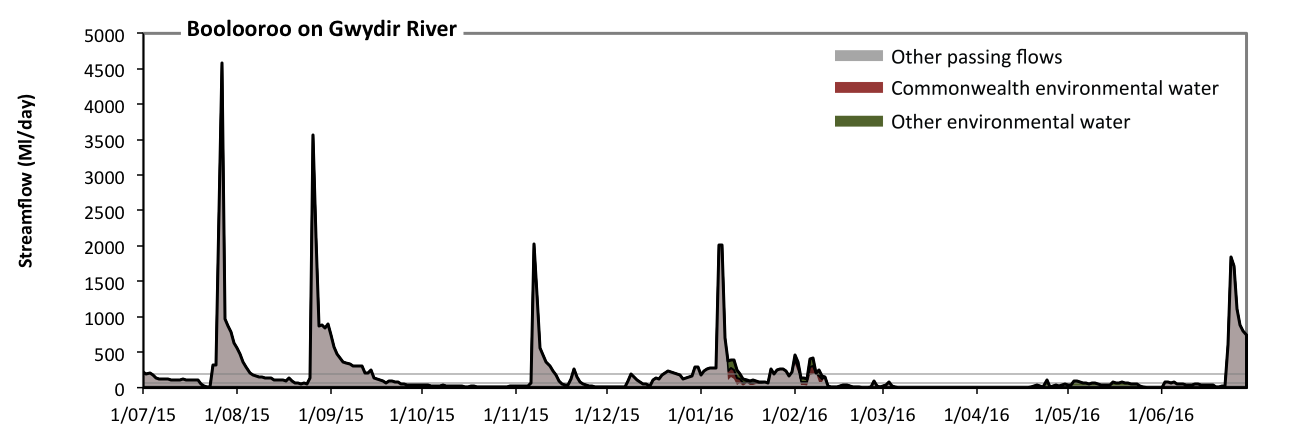 Boolooroo on Gwydir River
Streamflow (Ml/day)
5000
4500
4000
3500
3000
2500
2000
1500
1000
500
0
Other passing flows
Commonwealth environmental water
Other environmental water
1/07/15 1/08/15 1/09/15 1/10/15 1/11/15 1/12/15 1/01/16 1/02/16 1/03/16 1/04/16 1/05/16 1/06/16